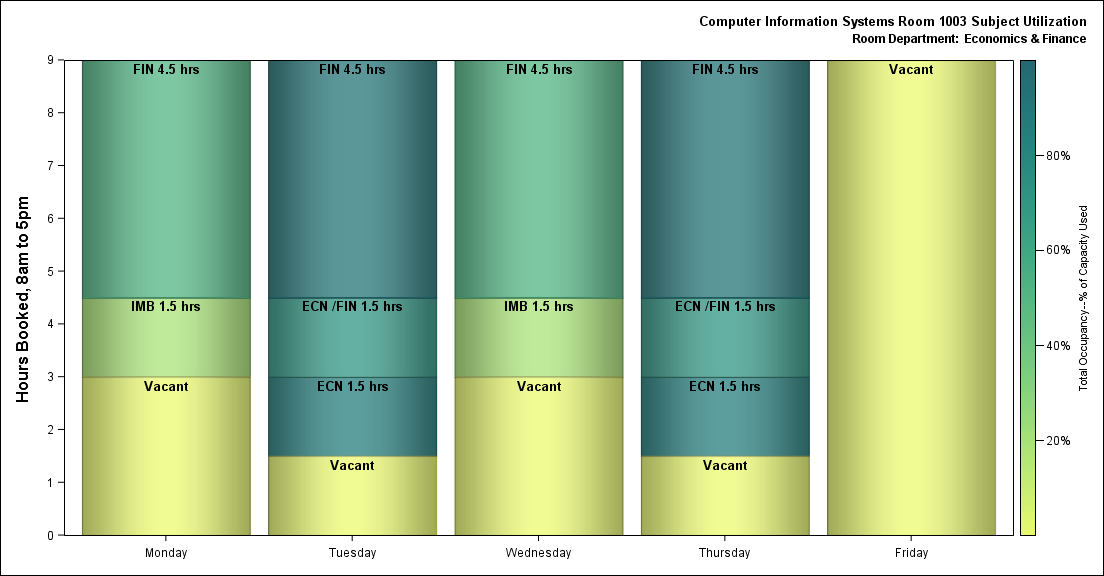 Computer Information Systems Room 1003 Subject Utilization
Room Department: Economics & Finance
Hours Booked, 8am to 5pm
9
8
7
6
5
4
3
2
1
0
FIN 4.5 hrs
IMB 1.5 hrs
Vacant
FIN 4.5 hrs
ECN /FIN 1.5 hrs
ECN 1.5 hrs
Vacant
FIN 4.5 hrs
IMB 1.5 hrs
Vacant
FIN 4.5 hrs
ECN /FIN 1.5 hrs
ECN 1.5 hrs
Vacant
Vacant
Monday
Tuesday
Wednesday
Thursday
Friday
80%
60%
40%
20%
Total Occupancy--% of Capacity Used